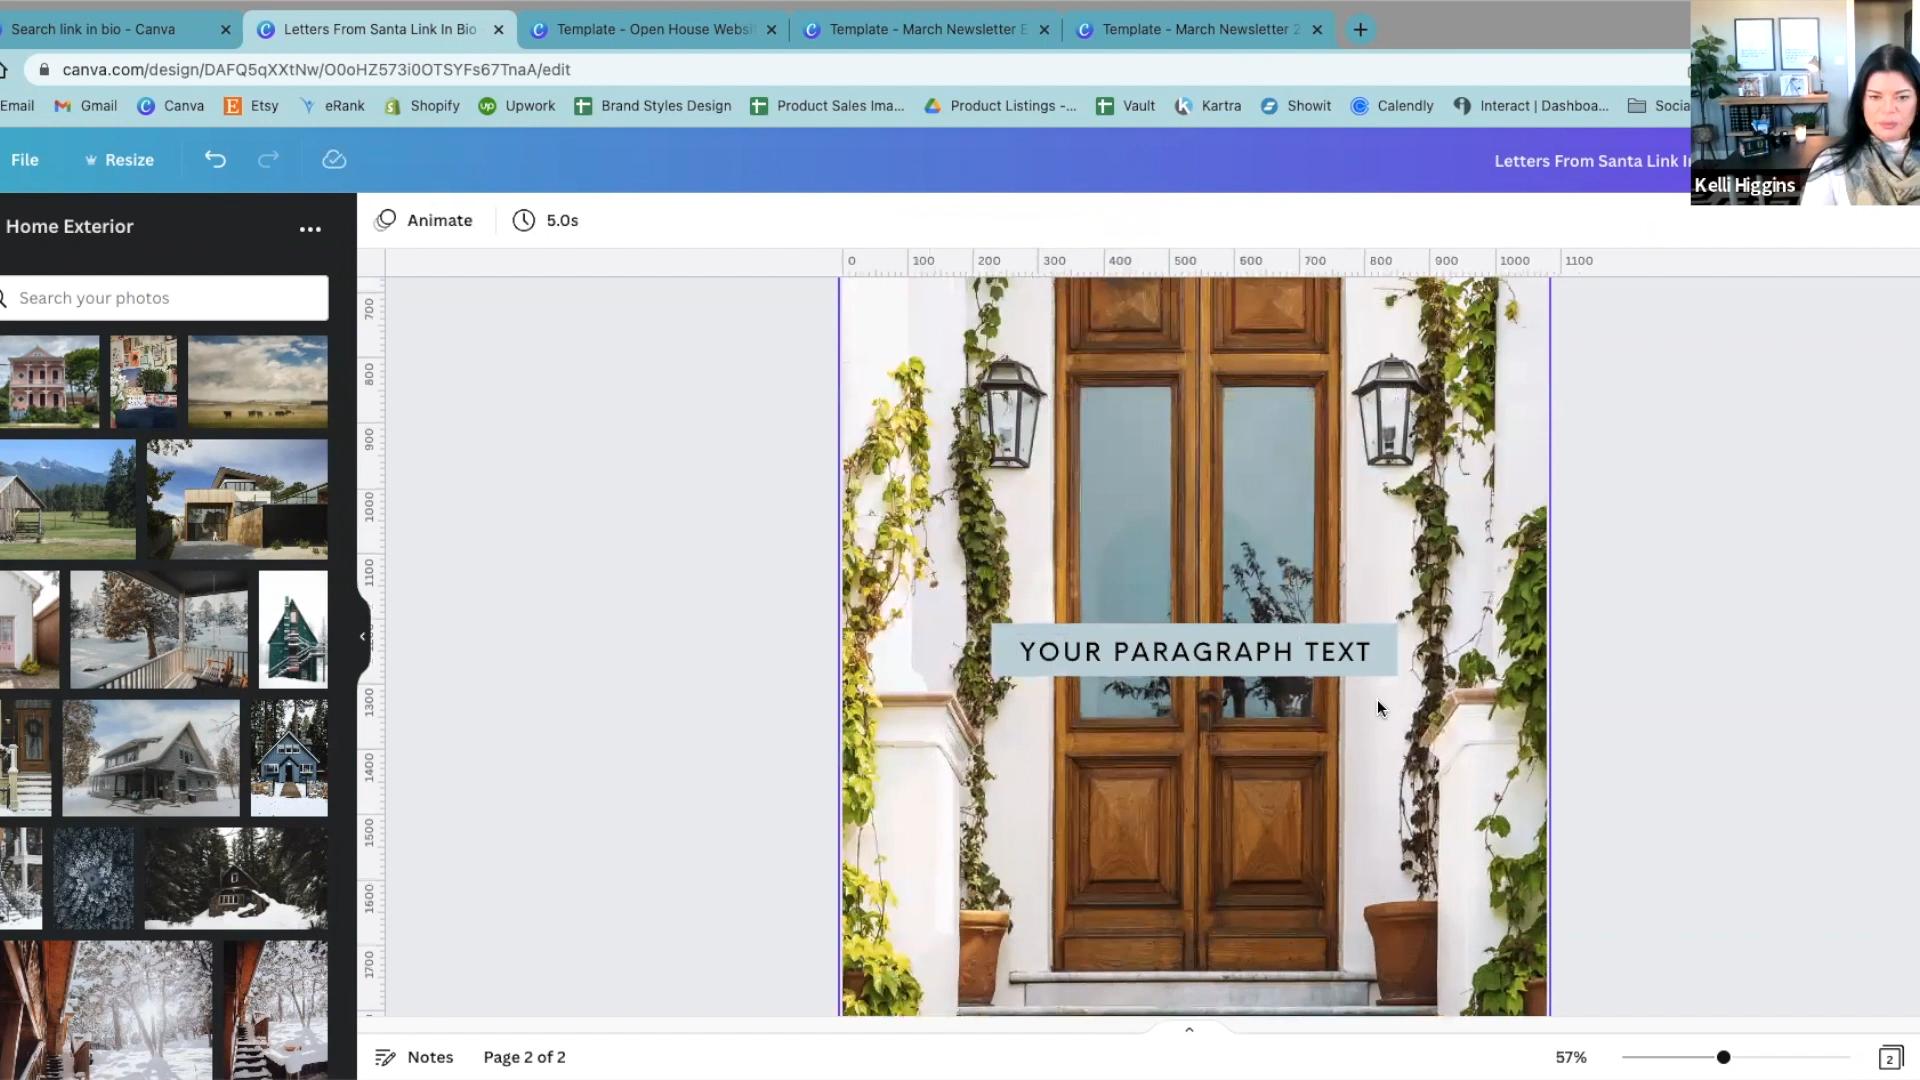 Search link in bio - Canva
Letters From Santa Link In Bio
Template - Open House Websi
Template - March Newsletter E
Template - March Newsletter 2
canva.com/design/DAFQ5qXXtNw/O0oHZ573i0OTSYFs67TnaA/edit
Email
Gmail
Canva
Etsy
eRank
Shopify
Upwork
Brand Styles Design
Product Sales Ima...
Product Listings -...
Vault
Kartra
Showit
Calendly
Interact | Dashboa...
Socia
File
Resize
Letters From Santa Link In
Kelli Higgins
Home Exterior
Animate
5.0s
Search your photos
0 100 200 300 400 500 600 700 800 900 1000 1100
700
800
900
1000
1100
1300
1400
1500
1600
1700
YOUR PARAGRAPH TEXT
Notes
Page 2 of 2
57%
2